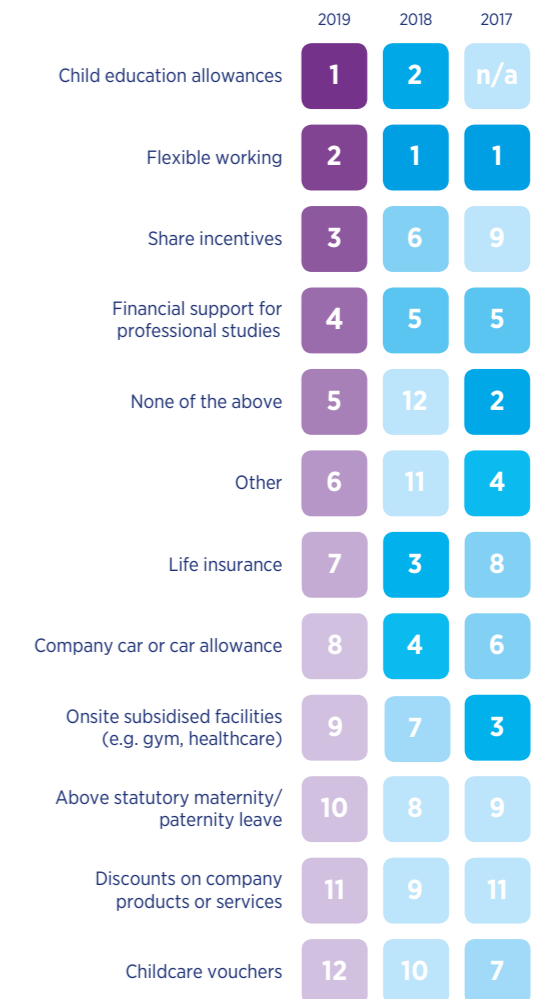 2019 2018 2017
Child education allowances 1 2 n/a
Flexible working 2 1 1
Share incentives 3 6 9
Financial support for
professional studies 4 5 5
None of the above 5 12 2
Other 6 11 4
Life insurance 7 3 8
Company car or car allowance 8 4 6
Onsite subsidised facilities
(e.g. gym, healthcare) 9 7 3
Above statutory maternity/
paternity leave 10 8 9
Discounts on company
products or services 11 9 11
Childcare vouchers 12 10 7